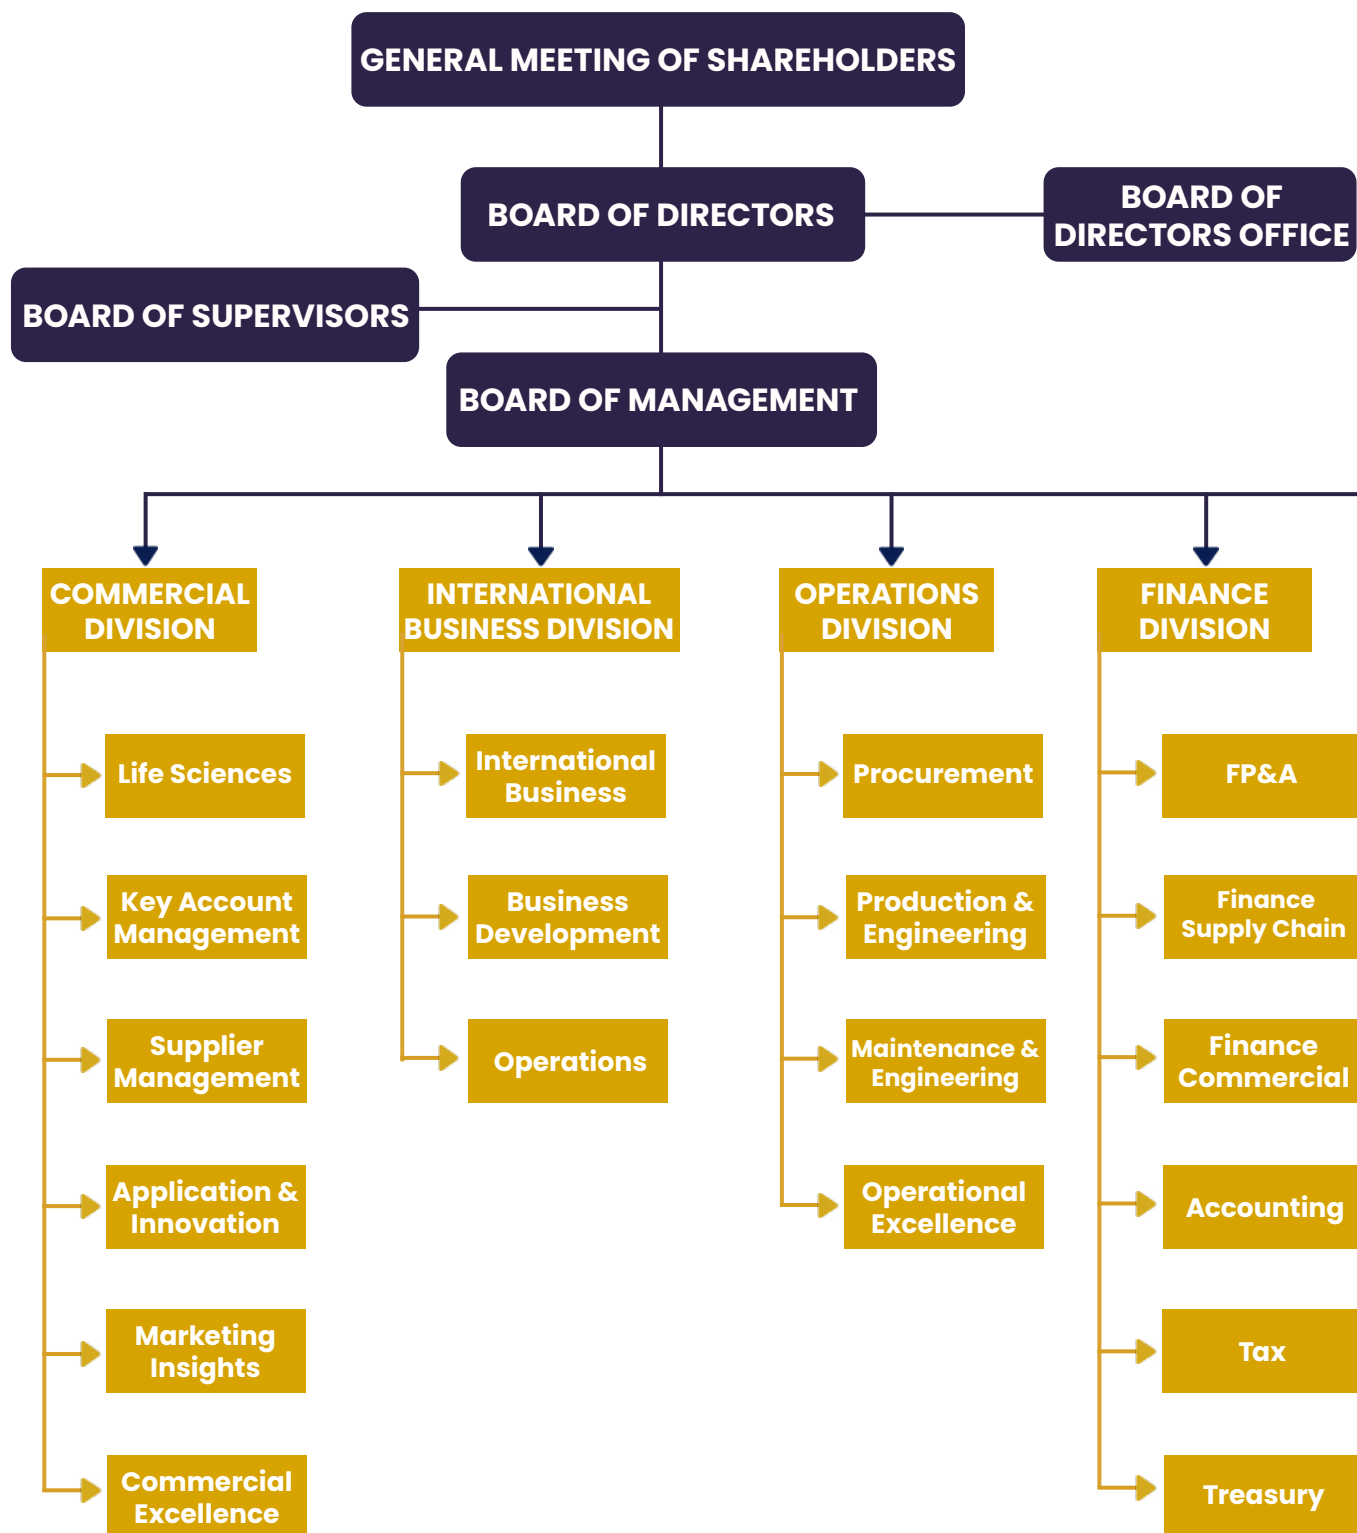 GENERAL MEETING OF SHAREHOLDERS
BOARD OF DIRECTORS
BOARD OF
DIRECTORS OFFICE
BOARD OF SUPERVISORS
BOARD OF MANAGEMENT
COMMERCIAL
DIVISION
Life Sciences
Key Account
Management
Supplier
Management
Application &
Innovation
Marketing
Insights
Commercial
Excellence
INTERNATIONAL
BUSINESS DIVISION
International
Business
Business
Development
Operations
OPERATIONS
DIVISION
Procurement
Production &
Engineering
Maintenance &
Engineering
Operational
Excellence
FINANCE
DIVISION
FP&A
Finance
Supply Chain
Finance
Commercial
Accounting
Tax
Treasury